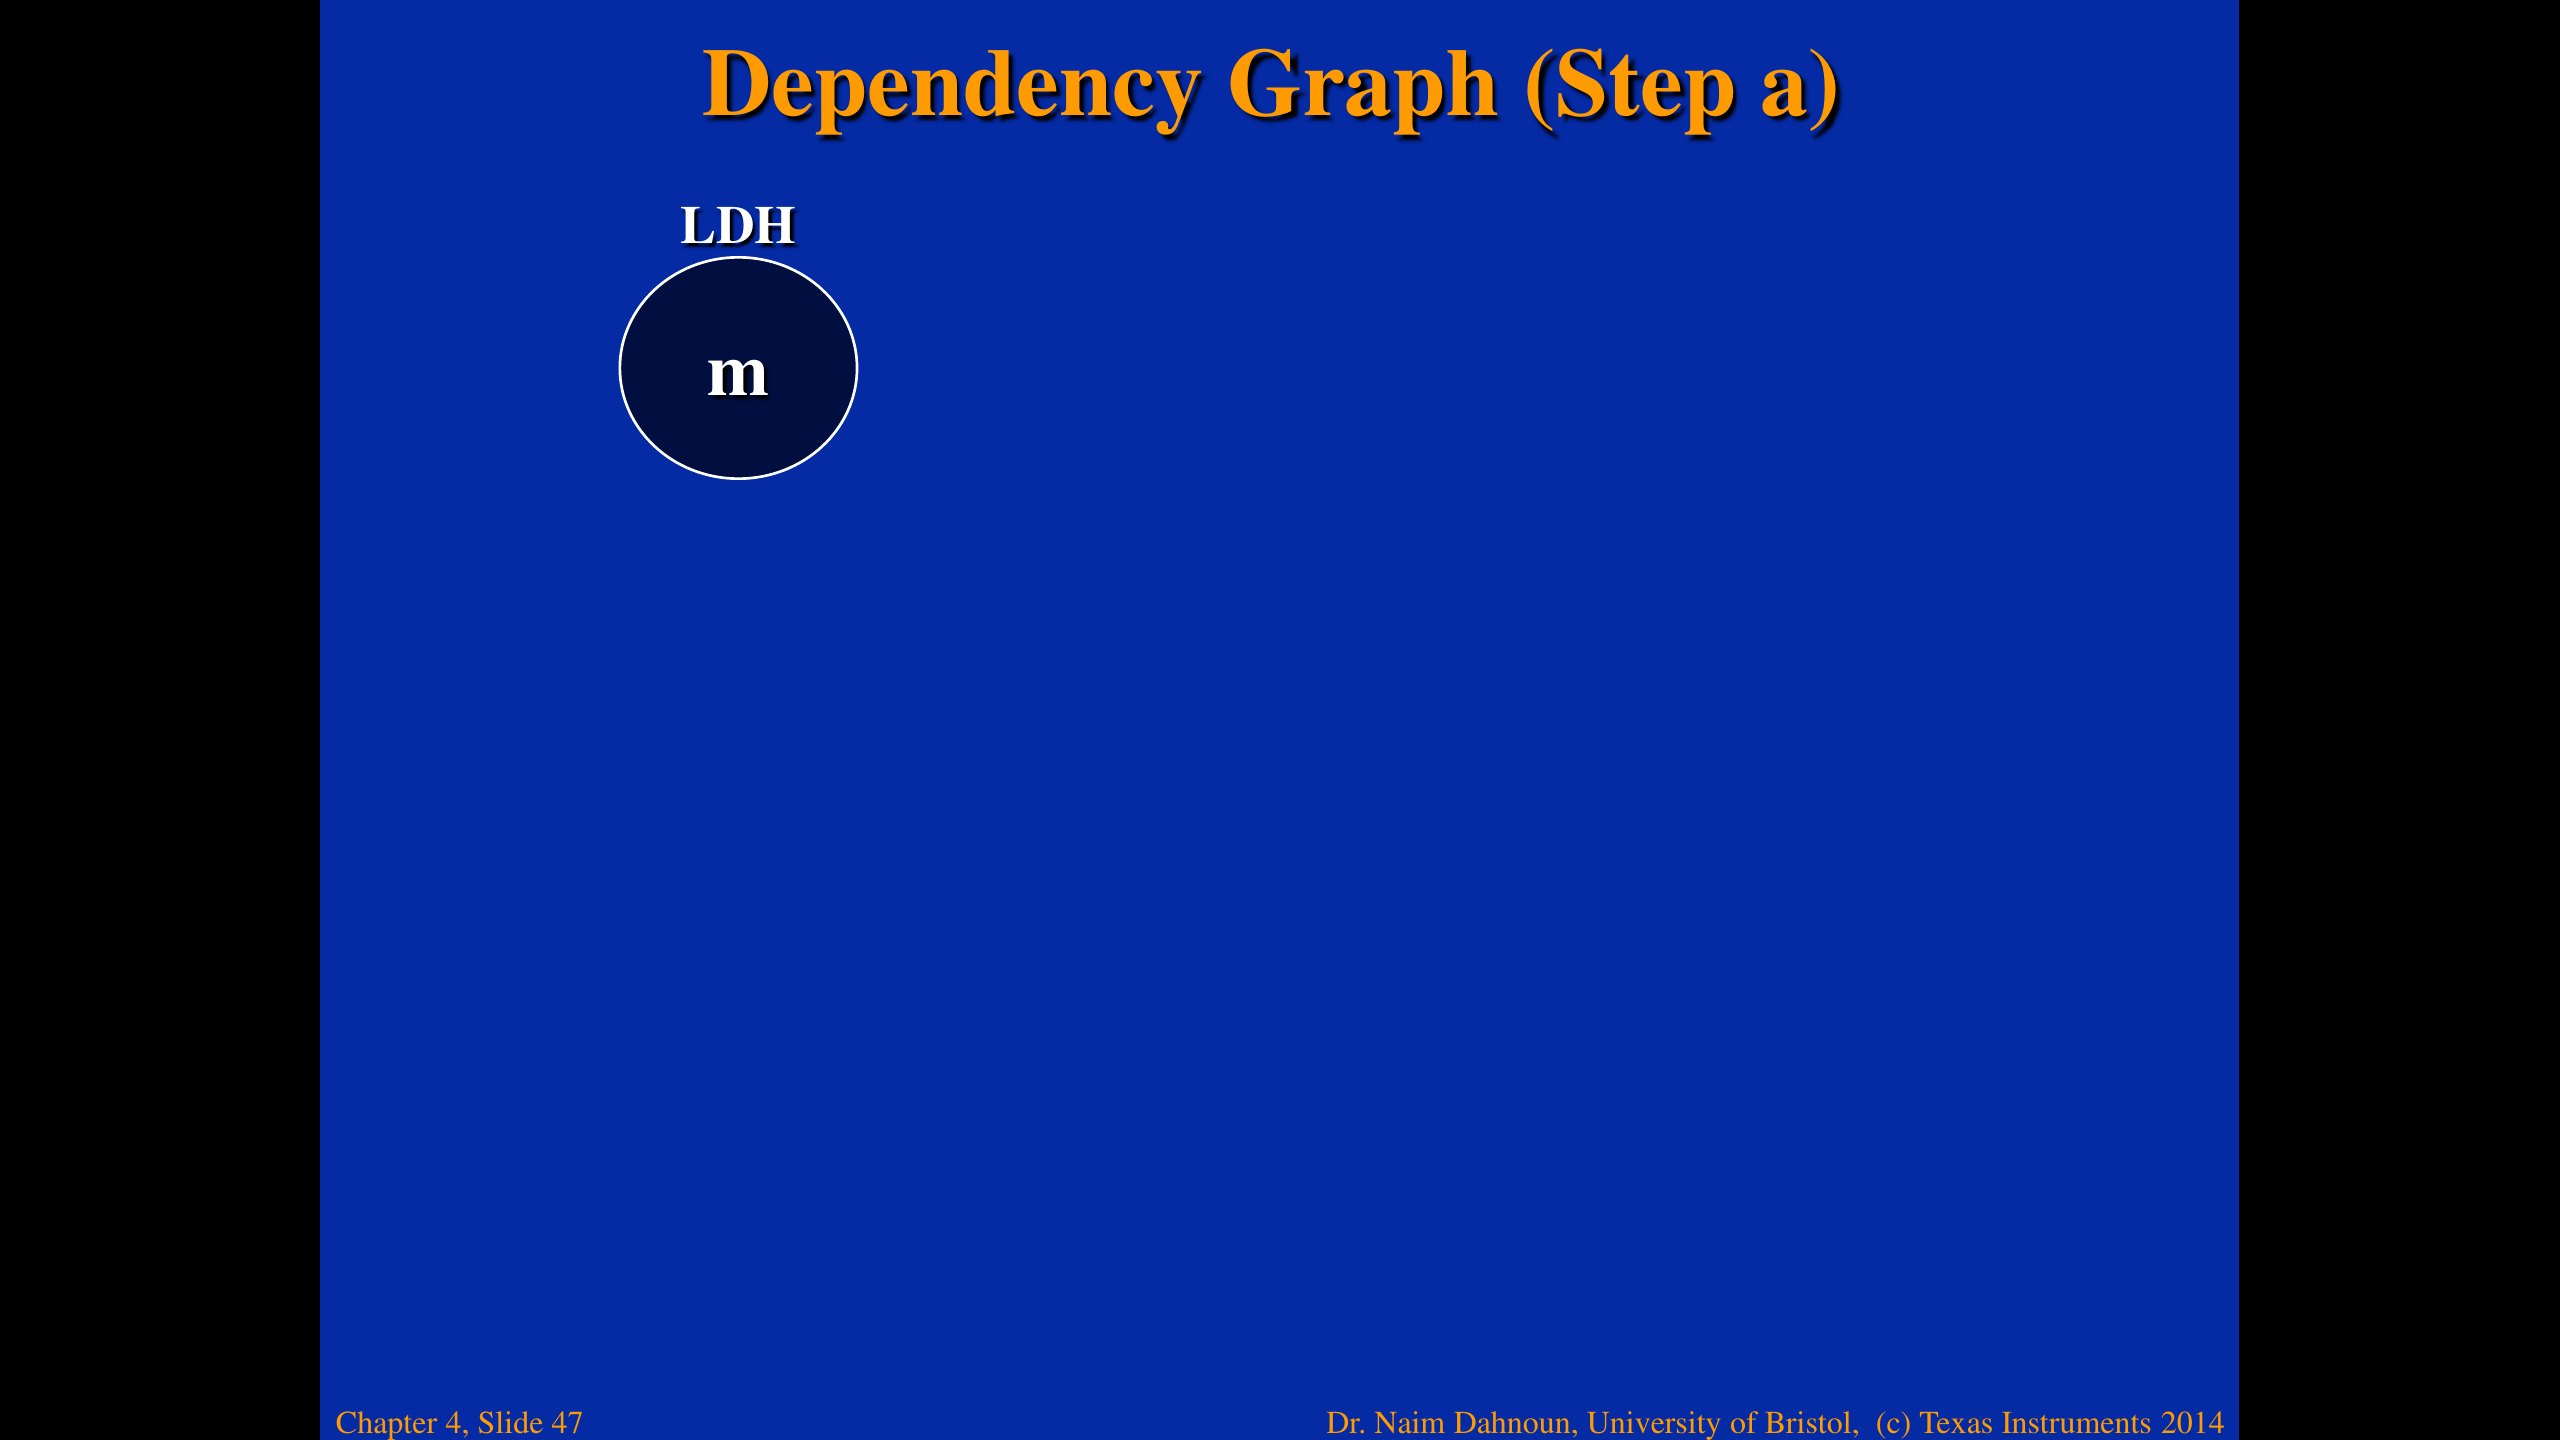 Dependency Graph (Step a)
LDH
m
Chapter 4, Slide 47
Dr. Naim Dahnoun, University of Bristol, (c) Texas Instruments 2014